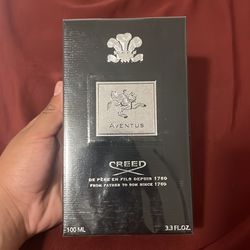 AVENTUS
CREED
DE PÈRE EN FILS DEPUIS 1760
FROM FATHER TO SON SINCE 1760
100 ML 3.3 FL.OZ.